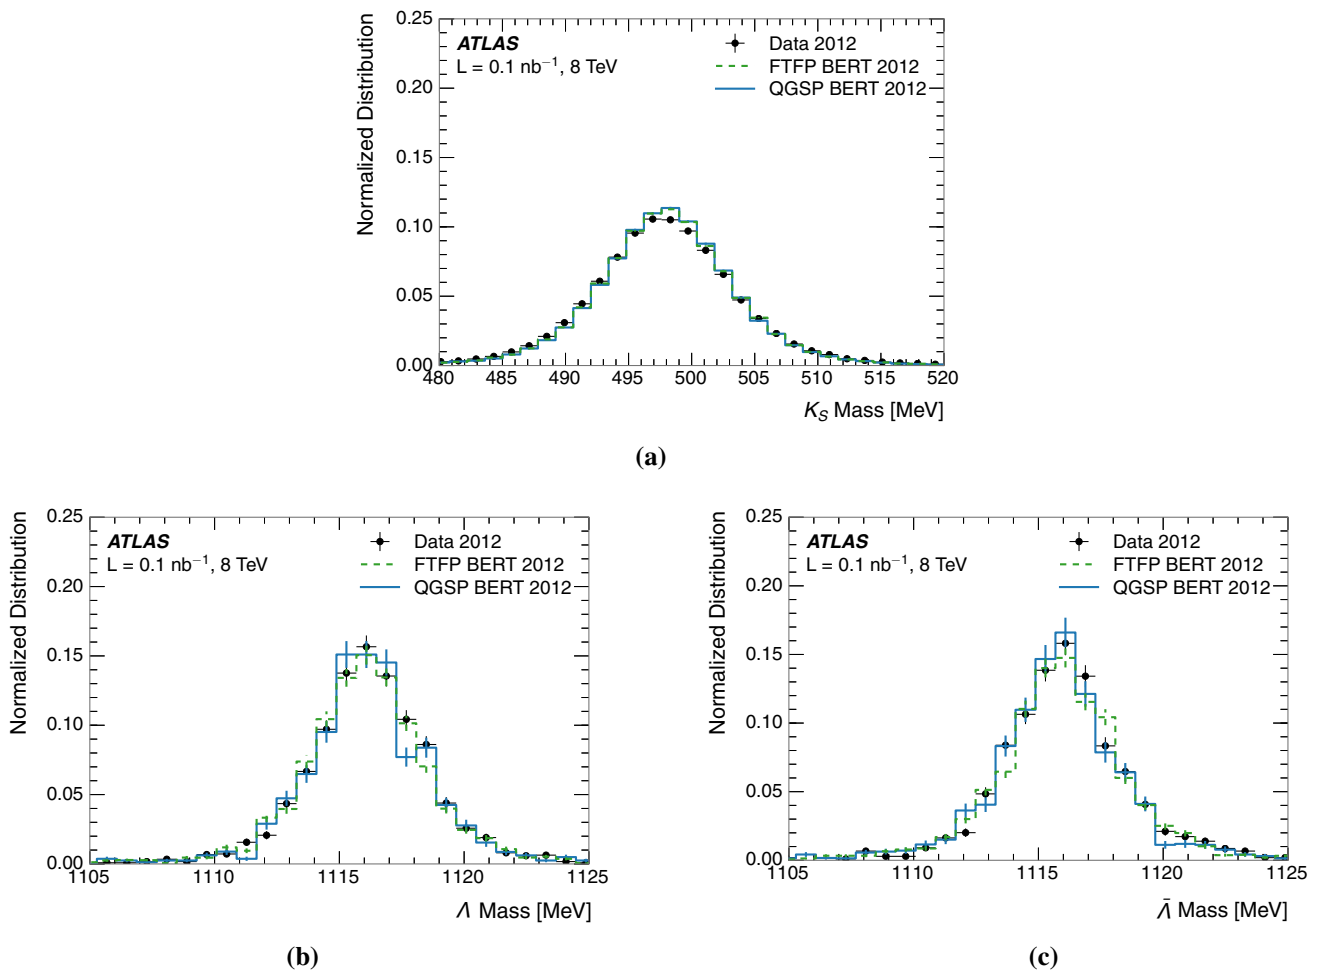 0.25
0.20
0.15
0.10
0.05
0.00
Normalized Distribution
ATLAS
L = 0.1 nb⁻¹, 8 TeV
Data 2012
FTFP BERT 2012
QGSP BERT 2012
480 485 490 495 500 505 510 515 520
K_S Mass [MeV]
(a)
0.25
0.20
0.15
0.10
0.05
0.00
Normalized Distribution
ATLAS
L = 0.1 nb⁻¹, 8 TeV
Data 2012
FTFP BERT 2012
QGSP BERT 2012
1105 1110 1115 1120 1125
Λ Mass [MeV]
(b)
0.25
0.20
0.15
0.10
0.05
0.00
Normalized Distribution
ATLAS
L = 0.1 nb⁻¹, 8 TeV
Data 2012
FTFP BERT 2012
QGSP BERT 2012
1105 1110 1115 1120 1125
Λ̄ Mass [MeV]
(c)